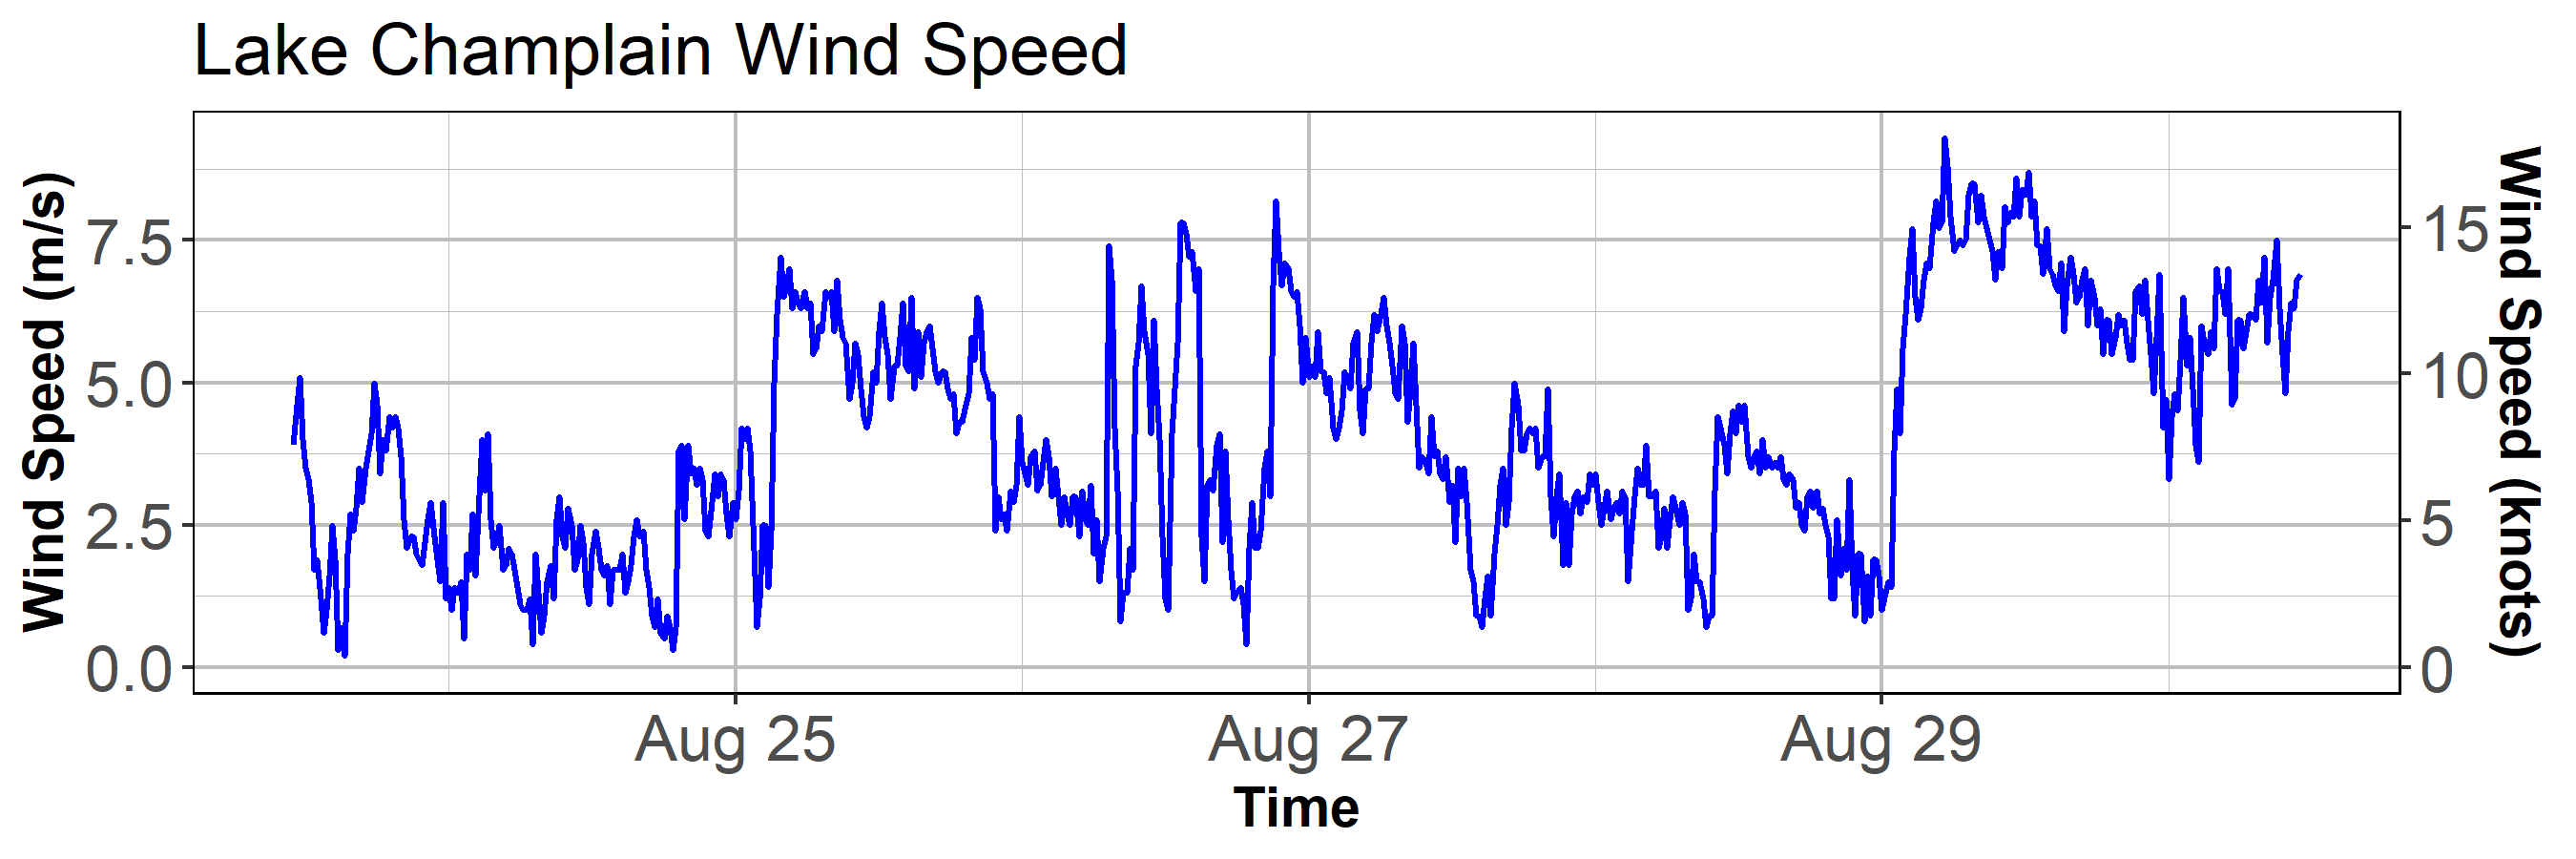 Lake Champlain Wind Speed
Wind Speed (m/s)
7.5
5.0
2.5
0.0
15
10
5
0
Wind Speed (knots)
Aug 25
Aug 27
Aug 29
Time